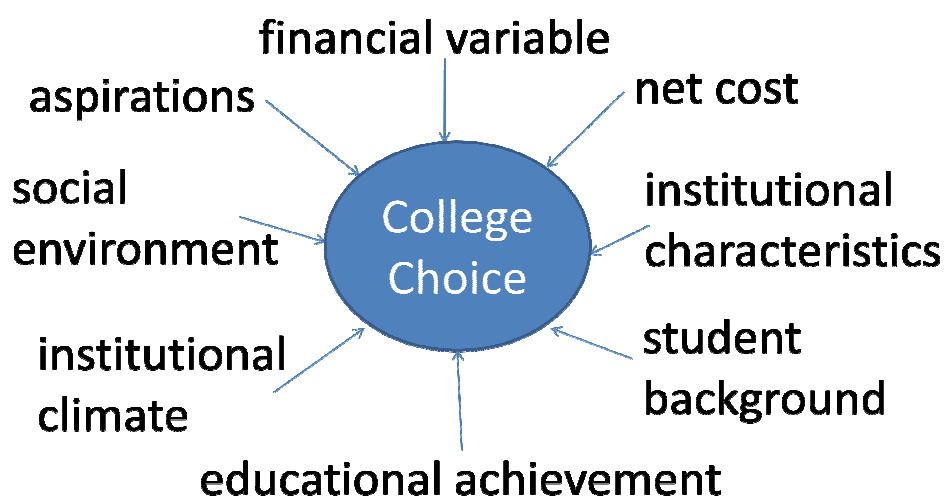 financial variable
aspirations
net cost
social
environment
College
Choice
institutional
characteristics
institutional
climate
student
background
educational achievement